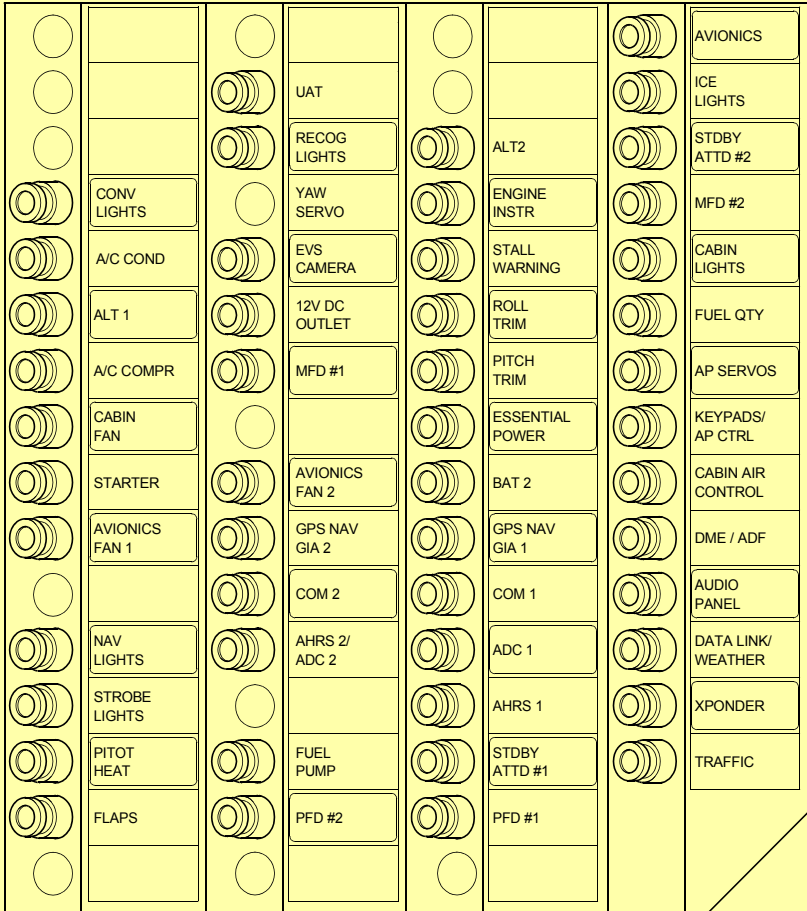 CONV
LIGHTS
A/C COND
ALT 1
A/C COMPR
CABIN
FAN
STARTER
AVIONICS
FAN 1
NAV
LIGHTS
STROBE
LIGHTS
PITOT
HEAT
FLAPS
UAT
RECOG
LIGHTS
YAW
SERVO
EVS
CAMERA
12V DC
OUTLET
MFD #1
AVIONICS
FAN 2
GPS NAV
GIA 2
COM 2
AHRS 2/
ADC 2
FUEL
PUMP
PFD #2
ALT2
ENGINE
INSTR
STALL
WARNING
ROLL
TRIM
PITCH
TRIM
ESSENTIAL
POWER
BAT 2
GPS NAV
GIA 1
COM 1
ADC 1
AHRS 1
STDBY
ATTD #1
PFD #1
AVIONICS
ICE
LIGHTS
STDBY
ATTD #2
MFD #2
CABIN
LIGHTS
FUEL QTY
AP SERVOS
KEYPADS/
AP CTRL
CABIN AIR
CONTROL
DME / ADF
AUDIO
PANEL
DATA LINK/
WEATHER
XPONDER
TRAFFIC